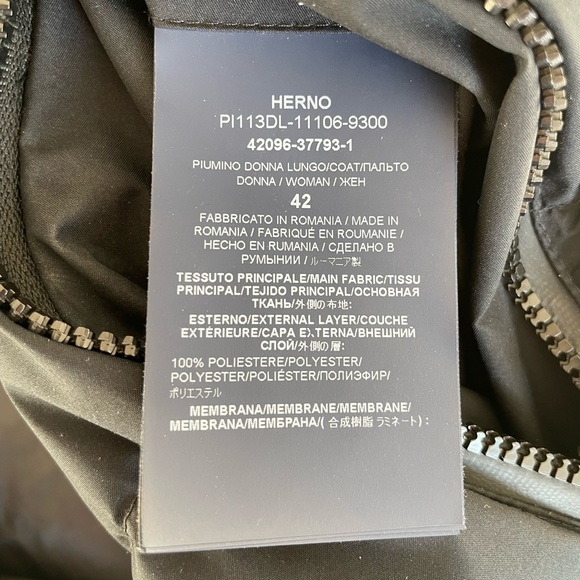 HERNO
PI113DL-11106-9300
42096-37793-1
PIUMINO DONNA LUNGO/COAT/ПАЛЬТО
DONNA / WOMAN / ЖЕН
42
FABBRICATO IN ROMANIA / MADE IN
ROMANIA / FABRIQUÉ EN ROUMANIE /
HECHO EN RUMANIA / СДЕЛАНО В
РУМЫНИИ / ルーマニア製
TESSUTO PRINCIPALE/MAIN FABRIC/TISSU
PRINCIPAL/TEJIDO PRINCIPAL/ОСНОВНАЯ
ТКАНЬ/外側の布地:
ESTERNO/EXTERNAL LAYER/COUCHE
EXTÉRIEURE/CAPA EXTERNA/ВНЕШНИЙ
СЛОЙ/外側の層:
100% POLIESTERE/POLYESTER/
POLYESTER/POLIÉSTER/ПОЛИЭФИР/
ポリエステル
MEMBRANA/MEMBRANE/MEMBRANE/
MEMBRANA/МЕМБРАНА/( 合成樹脂 ラミネート):